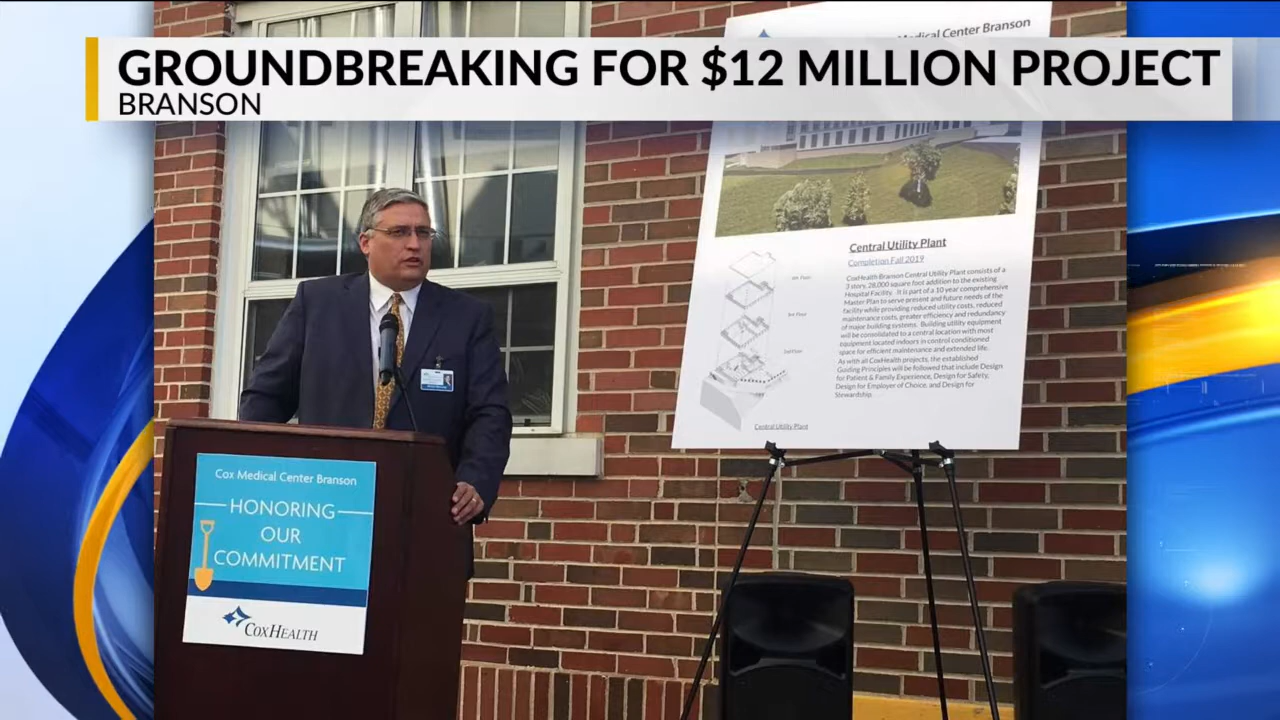 Medical Center Branson
GROUNDBREAKING FOR $12 MILLION PROJECT
BRANSON
Central Utility Plant
Completion Fall 2019
CoxHealth Branson Central Utility Plant consists of a
3 story, 28,000 square foot addition to the existing
Hospital Facility. It is part of a 10 year comprehensive
Master Plan to serve present and future needs of the
facility while providing reduced utility costs, reduced
maintenance costs, greater efficiency and redundancy
of major building systems. Building utility equipment
will be consolidated to a central location with most
equipment located indoors in control conditioned
space for efficient maintenance and extended life.
As with all CoxHealth projects, the established
Guiding Principles will be followed that include Design
for Patient & Family Experience, Design for Safety,
Design for Employer of Choice, and Design for
Stewardship.
Central Utility Plant
Cox Medical Center Branson
HONORING
OUR
COMMITMENT
COXHEALTH